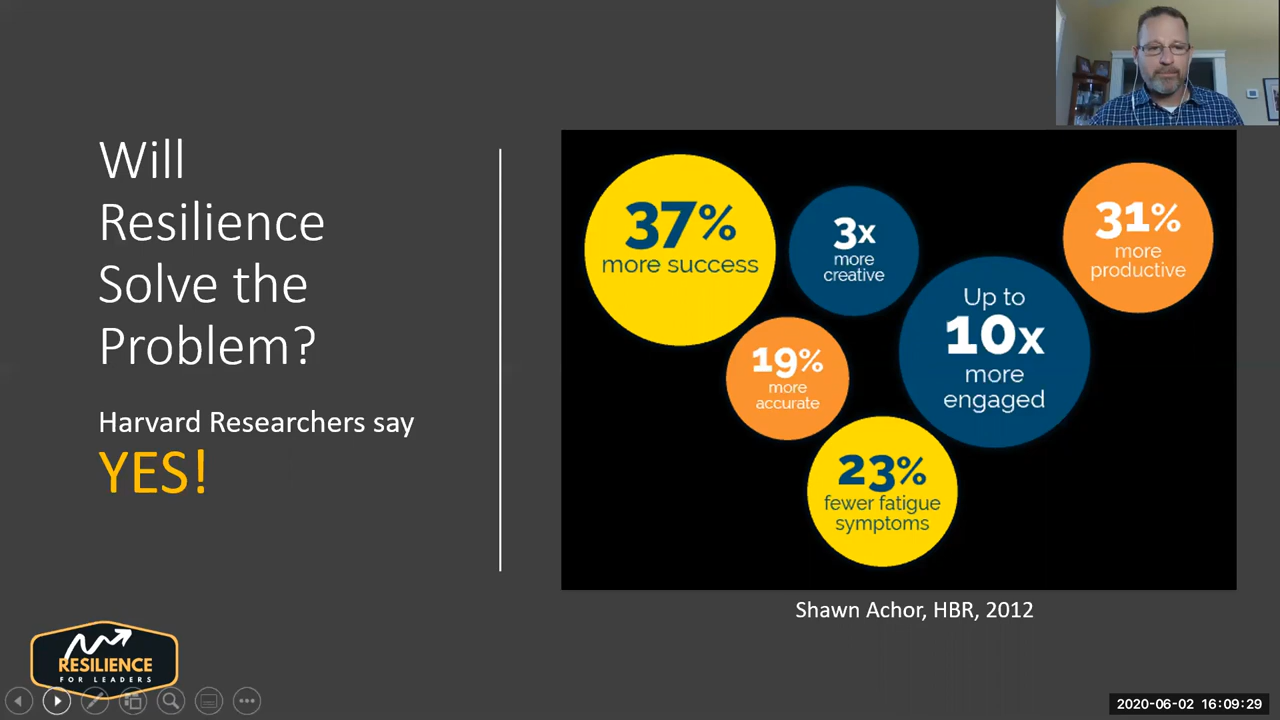 Will
Resilience
Solve the
Problem?
Harvard Researchers say
YES!
37%
more success
3x
more
creative
31%
more
productive
Up to
10x
more
engaged
19%
more
accurate
23%
fewer fatigue
symptoms
Shawn Achor, HBR, 2012
RESILIENCE
FOR LEADERS
2020-06-02 16:09:29